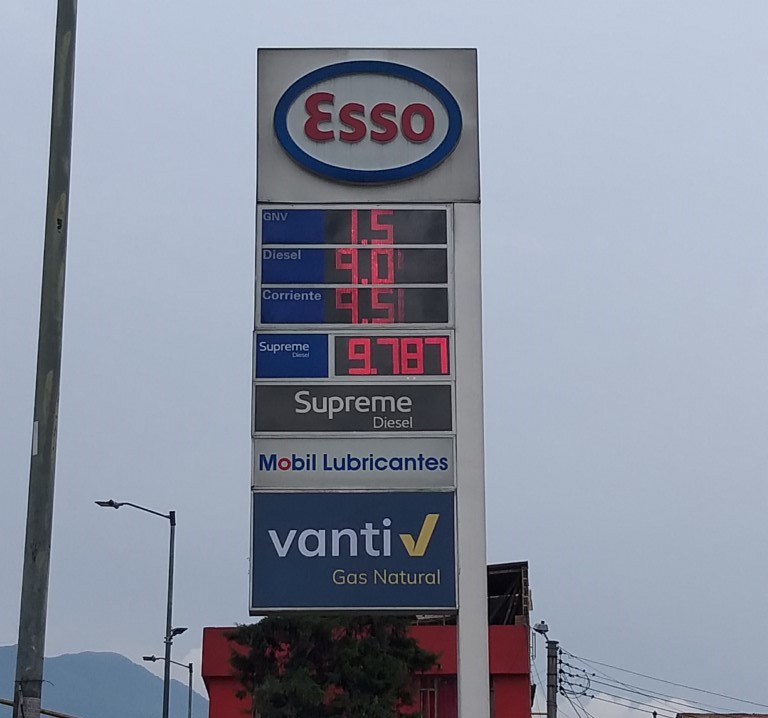 Esso
GNV 1.5
Diesel 9.0
Corriente 9.5
Supreme
Diesel
9.787
Supreme
Diesel
Mobil Lubricantes
vanti
Gas Natural